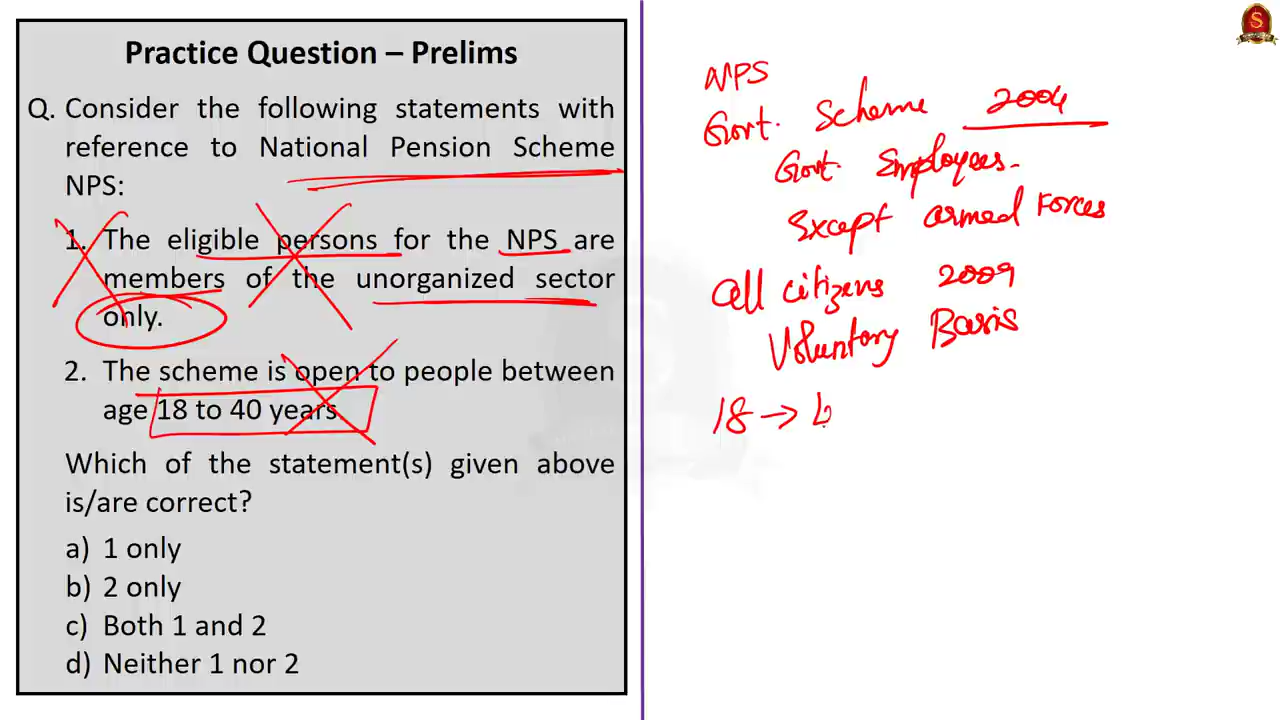 Practice Question – Prelims
Q. Consider the following statements with
reference to National Pension Scheme
NPS:
1. The eligible persons for the NPS are
members of the unorganized sector
only.
2. The scheme is open to people between
age 18 to 40 years.
Which of the statement(s) given above
is/are correct?
a) 1 only
b) 2 only
c) Both 1 and 2
d) Neither 1 nor 2
NPS
Govt. Scheme 2004
Govt. Employees.
Except armed Forces
all citizens 2009
Voluntory Basis
18 →
S